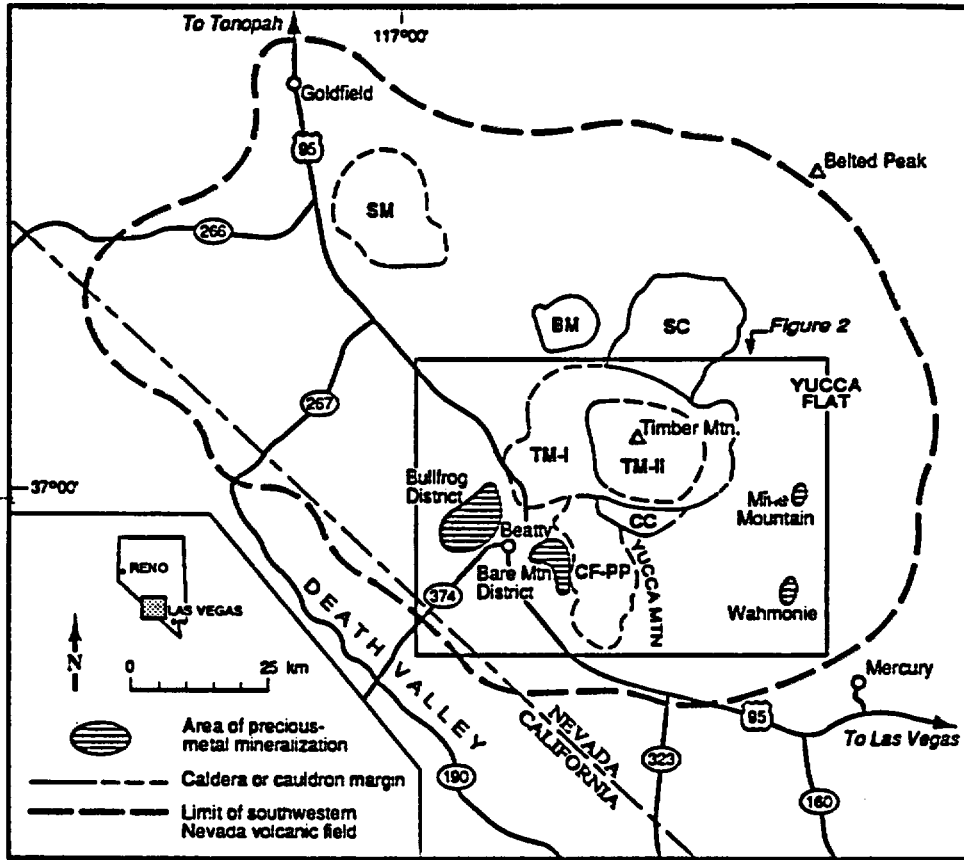 To Tonopah
117°00'
Goldfield
95
Belted Peak
SM
266
BM
SC
Figure 2
YUCCA
FLAT
267
Timber Mtn.
TM-I
TM-II
Bullfrog
District
37°00'
Mine
Mountain
CC
Beatty
RENO
CF-PP
YUCCA MTN
Bare Mtn
District
374
LAS VEGAS
Wahmonie
DEATH VALLEY
N
0 25 km
Mercury
NEVADA
CALIFORNIA
95
To Las Vegas
Area of precious-
metal mineralization
323
190
Caldera or cauldron margin
160
Limit of southwestern
Nevada volcanic field